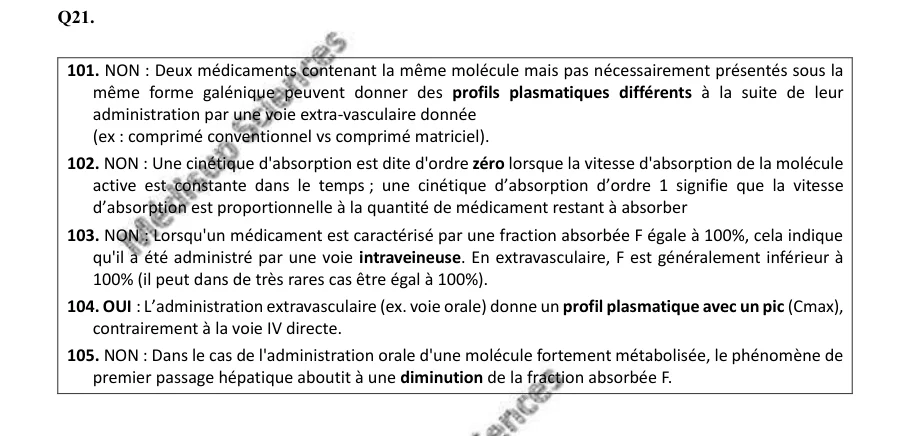 Q21.
101. NON : Deux médicaments contenant la même molécule mais pas nécessairement présentés sous la
même forme galénique peuvent donner des profils plasmatiques différents à la suite de leur
administration par une voie extra-vasculaire donnée
(ex : comprimé conventionnel vs comprimé matriciel).
102. NON : Une cinétique d'absorption est dite d'ordre zéro lorsque la vitesse d'absorption de la molécule
active est constante dans le temps ; une cinétique d’absorption d’ordre 1 signifie que la vitesse
d’absorption est proportionnelle à la quantité de médicament restant à absorber
103. NON : Lorsqu'un médicament est caractérisé par une fraction absorbée F égale à 100%, cela indique
qu'il a été administré par une voie intraveineuse. En extravasculaire, F est généralement inférieur à
100% (il peut dans de très rares cas être égal à 100%).
104. OUI : L’administration extravasculaire (ex. voie orale) donne un profil plasmatique avec un pic (Cmax),
contrairement à la voie IV directe.
105. NON : Dans le cas de l'administration orale d'une molécule fortement métabolisée, le phénomène de
premier passage hépatique aboutit à une diminution de la fraction absorbée F.
Médisup Sciences
ences